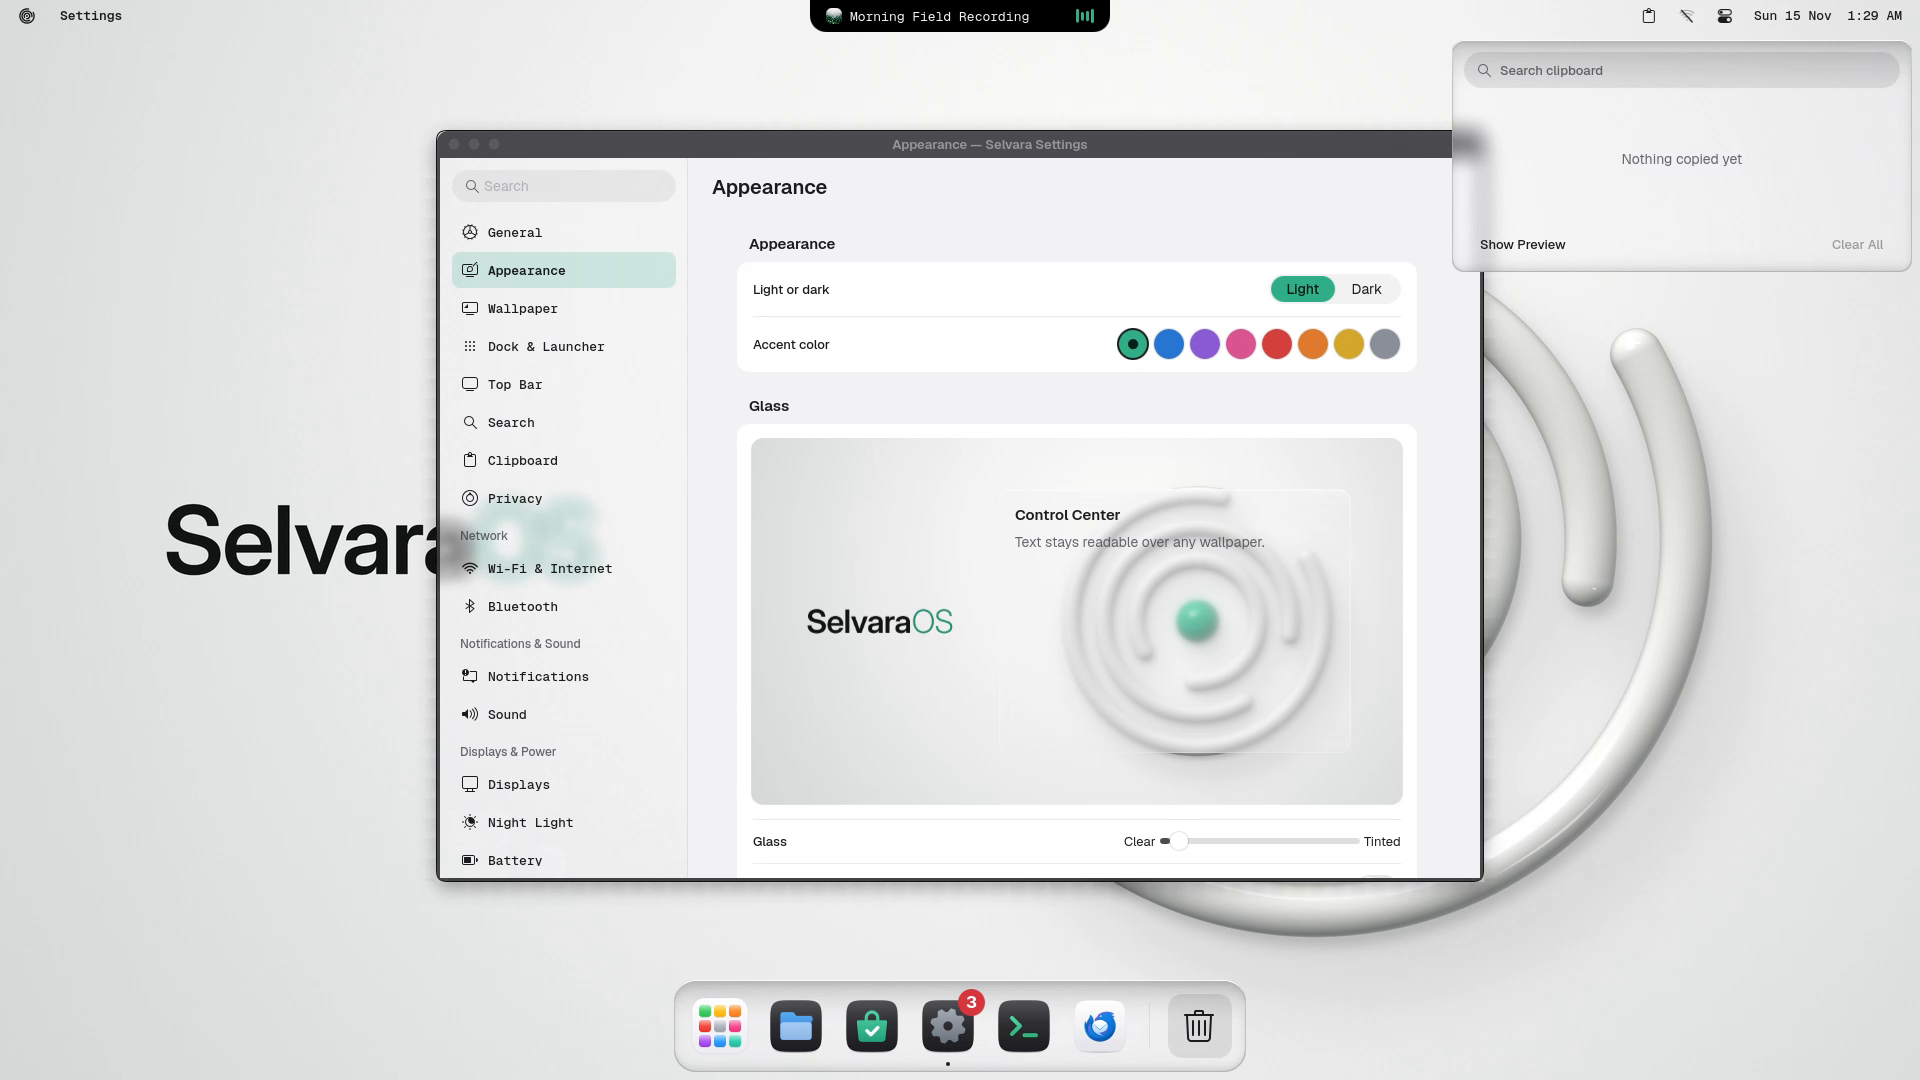 Settings
Morning Field Recording
Sun 15 Nov 1:29 AM
Search clipboard
Nothing copied yet
Show Preview
Clear All
Appearance — Selvara Settings
Search
General
Appearance
Wallpaper
Dock & Launcher
Top Bar
Search
Clipboard
Privacy
Network
Wi-Fi & Internet
Bluetooth
Notifications & Sound
Notifications
Sound
Displays & Power
Displays
Night Light
Battery
Appearance
Appearance
Light or dark
Light
Dark
Accent color
Glass
Control Center
Text stays readable over any wallpaper.
SelvaraOS
Glass
Clear
Tinted
SelvaraOS
3